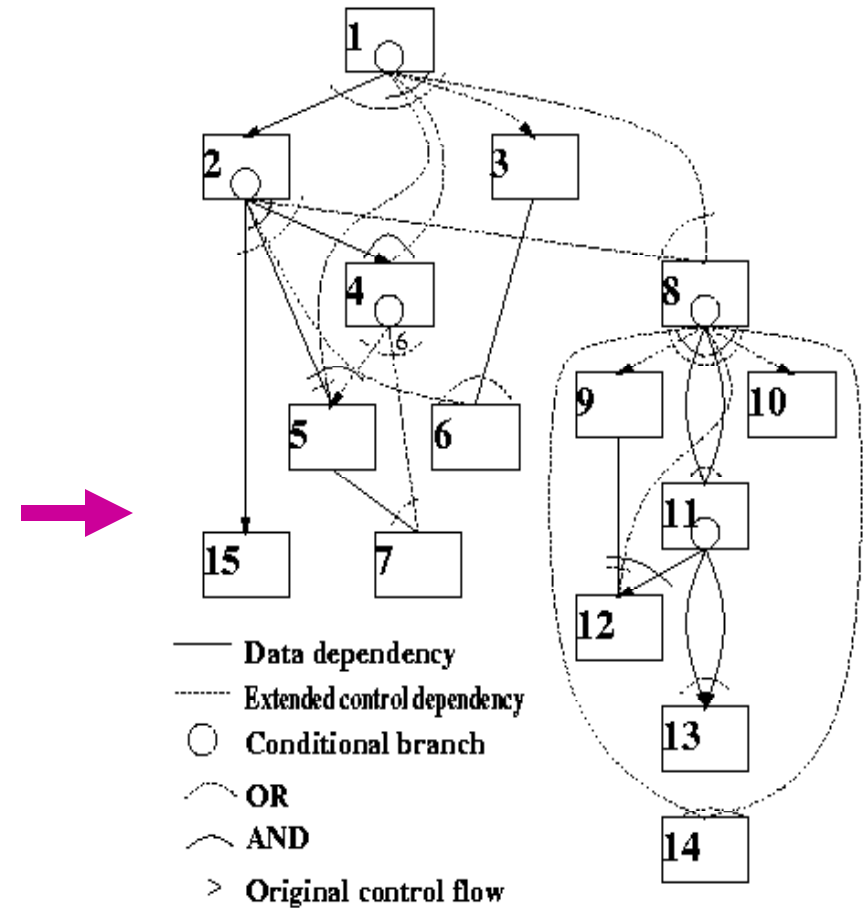 1
2
3
4
8
6
9
10
5
6
11
15
7
12
Data dependency
Extended control dependency
Conditional branch
13
OR
AND
14
Original control flow